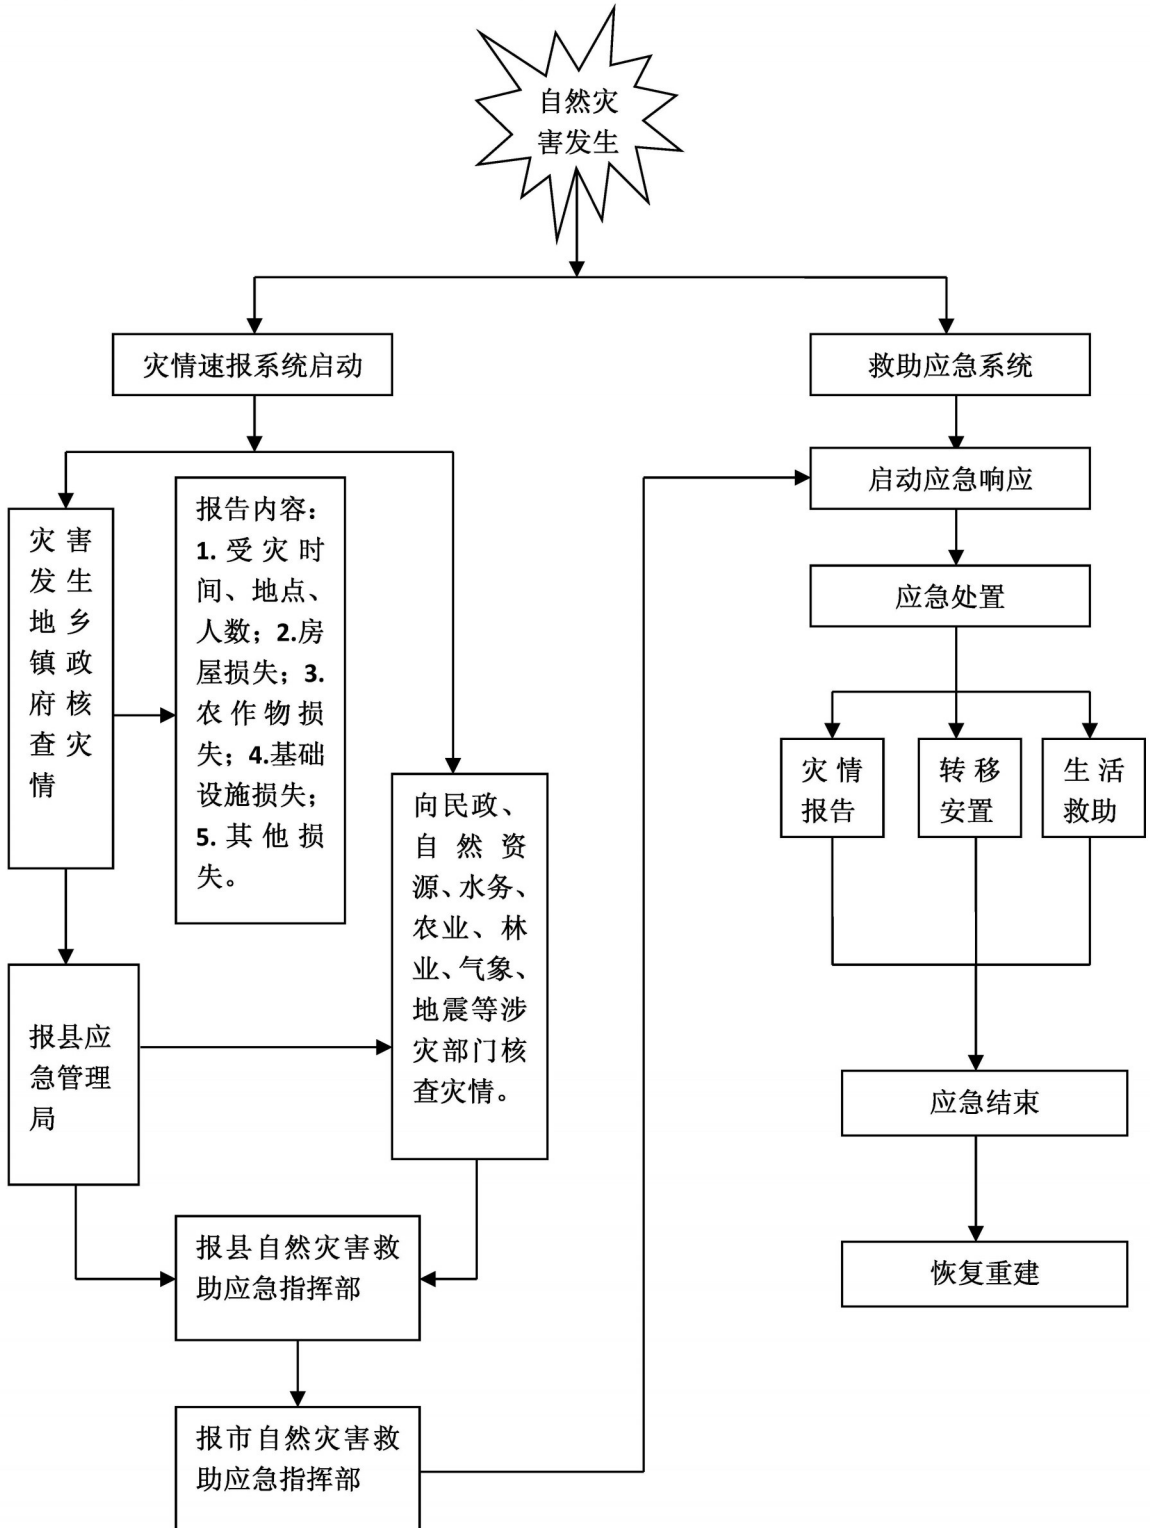 自然灾
害发生
灾情速报系统启动
救助应急系统
启动应急响应
应急处置
灾害
发生
地乡
镇政
府核
查灾
情
报告内容：
1. 受灾时
间、地点、
人数；2.房
屋损失；3.
农作物损
失；4.基础
设施损失；
5. 其他损
失。
向民政、
自然资
源、水务、
农业、林
业、气象、
地震等涉
灾部门核
查灾情。
灾情
报告
转移
安置
生活
救助
报县应
急管理
局
应急结束
恢复重建
报县自然灾害救
助应急指挥部
报市自然灾害救
助应急指挥部